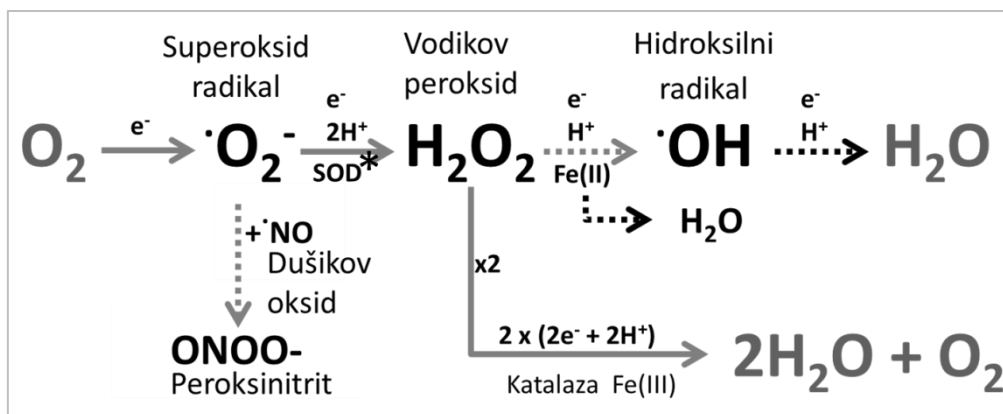 Superoksid
radikal
Vodikov
peroksid
Hidroksilni
radikal
O₂
e⁻
·O₂⁻
e⁻
2H⁺
SOD*
H₂O₂
e⁻
H⁺
Fe(II)
·OH
e⁻
H⁺
H₂O
H₂O
+·NO
Dušikov
oksid
x2
ONOO-
Peroksinitrit
2 x (2e⁻ + 2H⁺)
Katalaza Fe(III)
2H₂O + O₂